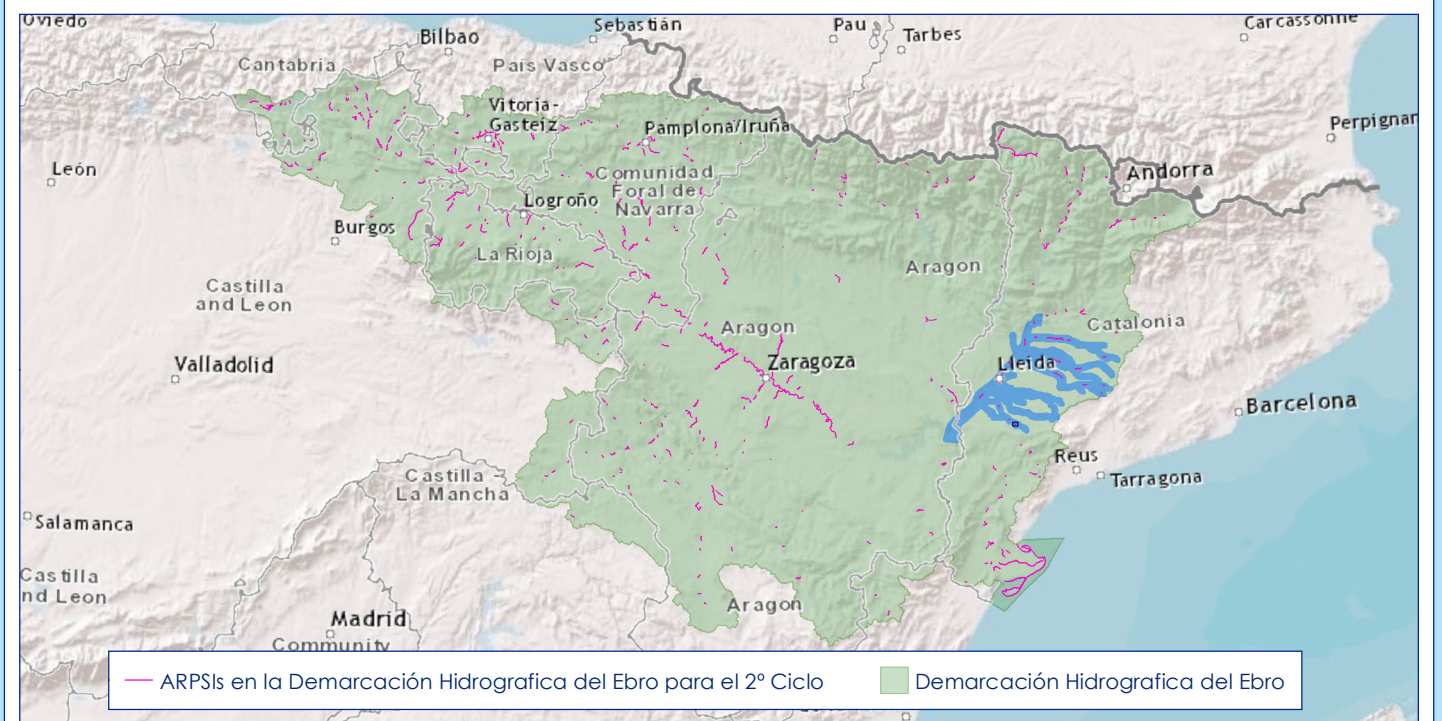 Oviedo
Sebastián
Pau
Carcassonne
Bilbao
Tarbes
Cantabria
País Vasco
Vitoria-
Gasteiz
Pamplona/Iruña
Perpignan
León
Andorra
Comunidad
Foral de
Navarra
Logroño
Burgos
La Rioja
Aragon
Castilla
and Leon
Catalonia
Aragon
Valladolid
Zaragoza
Lleida
Barcelona
Reus
Tarragona
Castilla
La Mancha
Salamanca
Castilla
nd Leon
Aragon
Madrid
Community
ARPSIs en la Demarcación Hidrografica del Ebro para el 2º Ciclo
Demarcación Hidrografica del Ebro